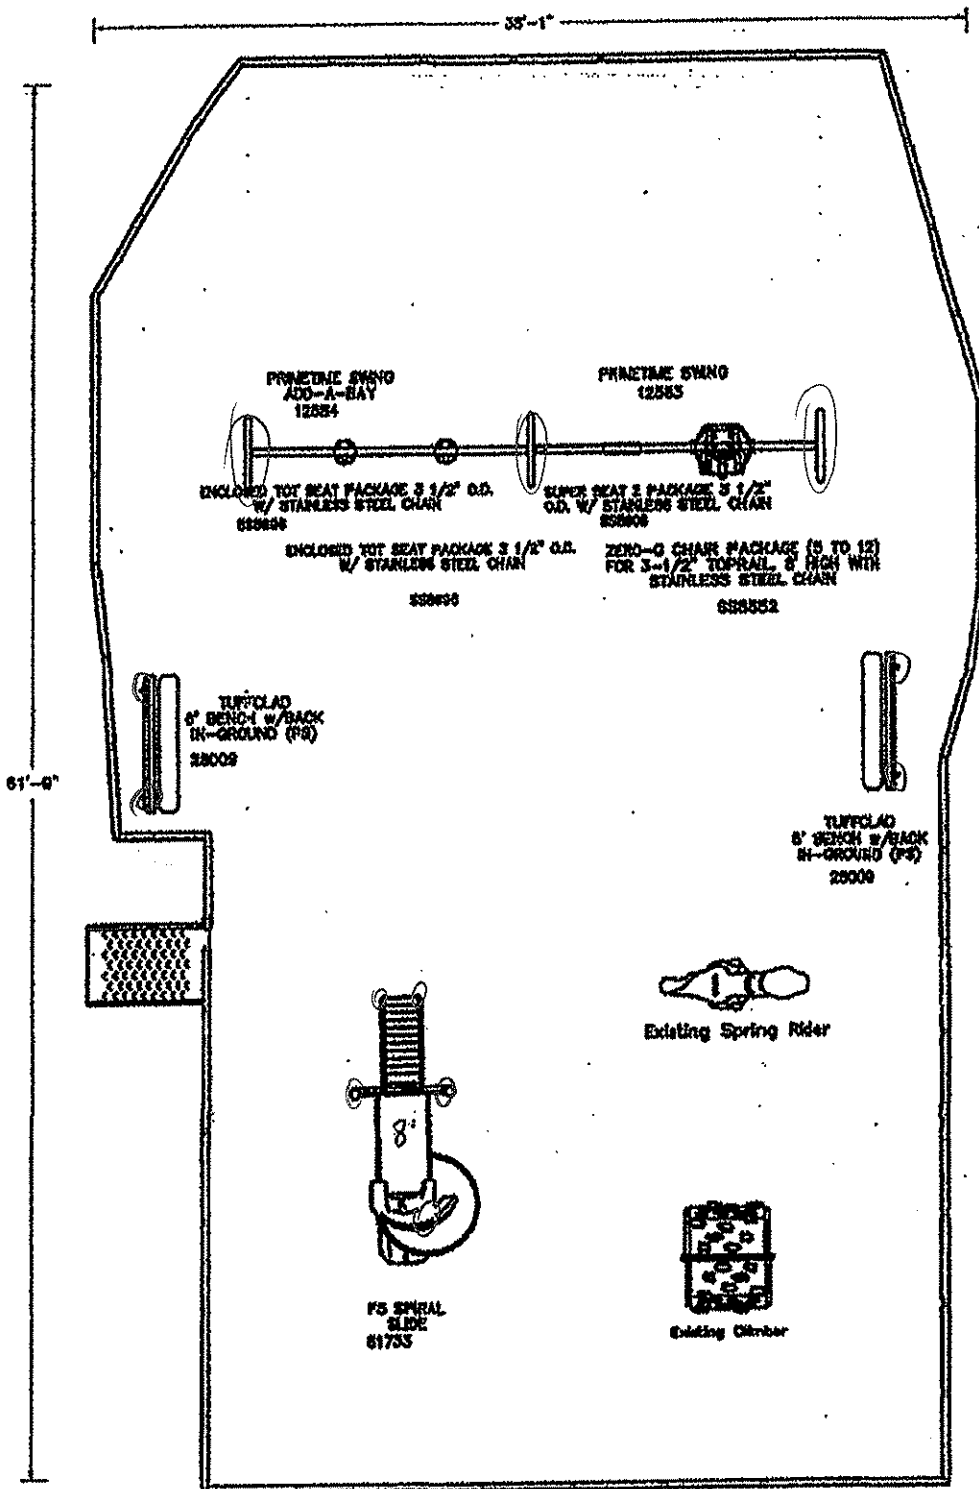 38'-1"
PRIMETIME SWING
ADD-A-BAY
12584
PRIMETIME SWING
12583
ENCLOSED TOT SEAT PACKAGE 3 1/2" O.D.
W/ STAINLESS STEEL CHAIN
SUPER SEAT 2 PACKAGE 3 1/2"
O.D. W/ STAINLESS STEEL CHAIN
ENCLOSED TOT SEAT PACKAGE 3 1/2" O.D.
W/ STAINLESS STEEL CHAIN
ZERO-G CHAIR PACKAGE (5 TO 12)
FOR 3-1/2" TOPRAIL, 8' HIGH WITH
STAINLESS STEEL CHAIN
TUFFCLAD
6' BENCH w/BACK
IN-GROUND (PS)
28009
61'-9"
TUFFCLAD
6' BENCH w/BACK
IN-GROUND (PS)
28009
Existing Spring Rider
8'
PS SPIRAL
SLIDE
81733
Existing Climber